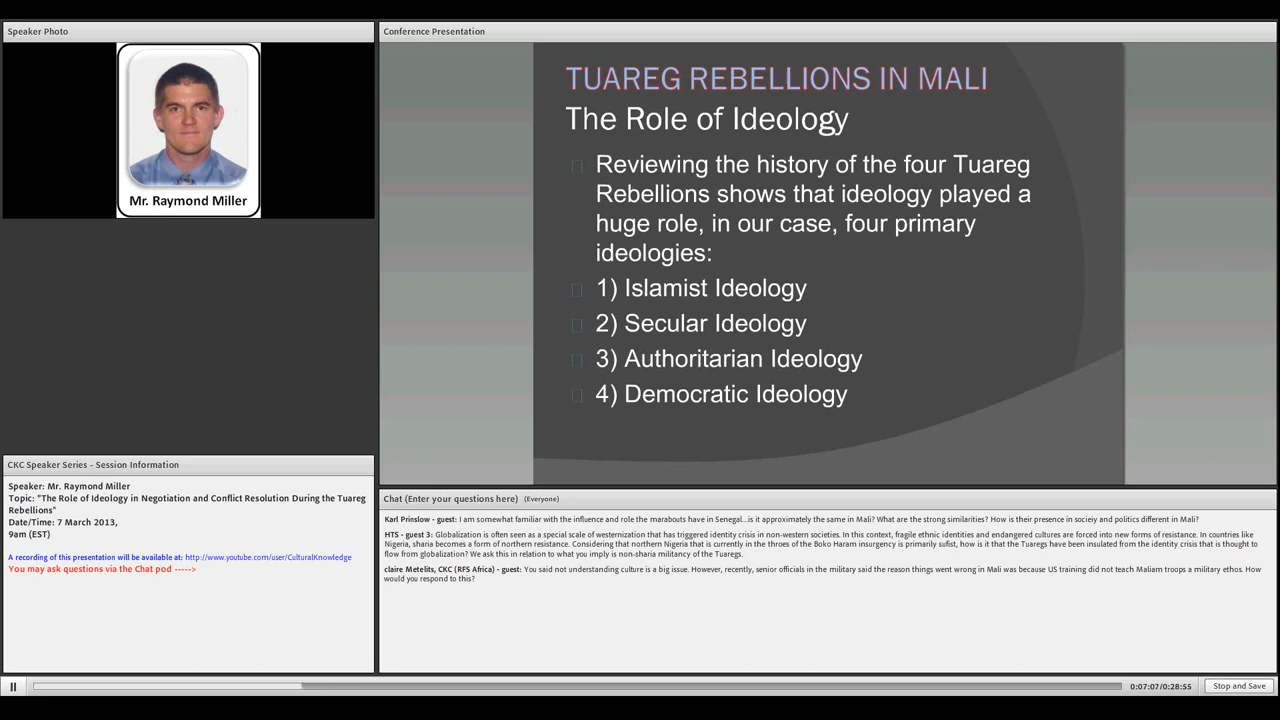 Speaker Photo
Mr. Raymond Miller
Conference Presentation
TUAREG REBELLIONS IN MALI
The Role of Ideology
Reviewing the history of the four Tuareg
Rebellions shows that ideology played a
huge role, in our case, four primary
ideologies:
1) Islamist Ideology
2) Secular Ideology
3) Authoritarian Ideology
4) Democratic Ideology
CKC Speaker Series - Session Information
Speaker: Mr. Raymond Miller
Topic: "The Role of Ideology in Negotiation and Conflict Resolution During the Tuareg
Rebellions"
Date/Time: 7 March 2013,
9am (EST)
A recording of this presentation will be available at: http://www.youtube.com/user/CulturalKnowledge
You may ask questions via the Chat pod ----->
Chat (Enter your questions here) (Everyone)
Karl Prinslow - guest: I am somewhat familiar with the influence and role the marabouts have in Senegal...is it approximately the same in Mali? What are the strong similarities? How is their presence in socieiy and politics different in Mali?
HTS - guest 3: Globalization is often seen as a special scale of westernization that has triggered identity crisis in non-western societies. In this context, fragile ethnic identities and endangered cultures are forced into new forms of resistance. In countries like
Nigeria, sharia becomes a form of northern resistance. Considering that northern Nigeria that is currently in the throes of the Boko Haram insurgency is primarily sufist, how is it that the Tuaregs have been insulated from the identity crisis that is thought to
flow from globalization? We ask this in relation to what you imply is non-sharia militancy of the Tuaregs.
claire Metelits, CKC (RFS Africa) - guest: You said not understanding culture is a big issue. However, recently, senior officials in the military said the reason things went wrong in Mali was because US training did not teach Maliam troops a military ethos. How
would you respond to this?
0:07:07/0:28:55
Stop and Save